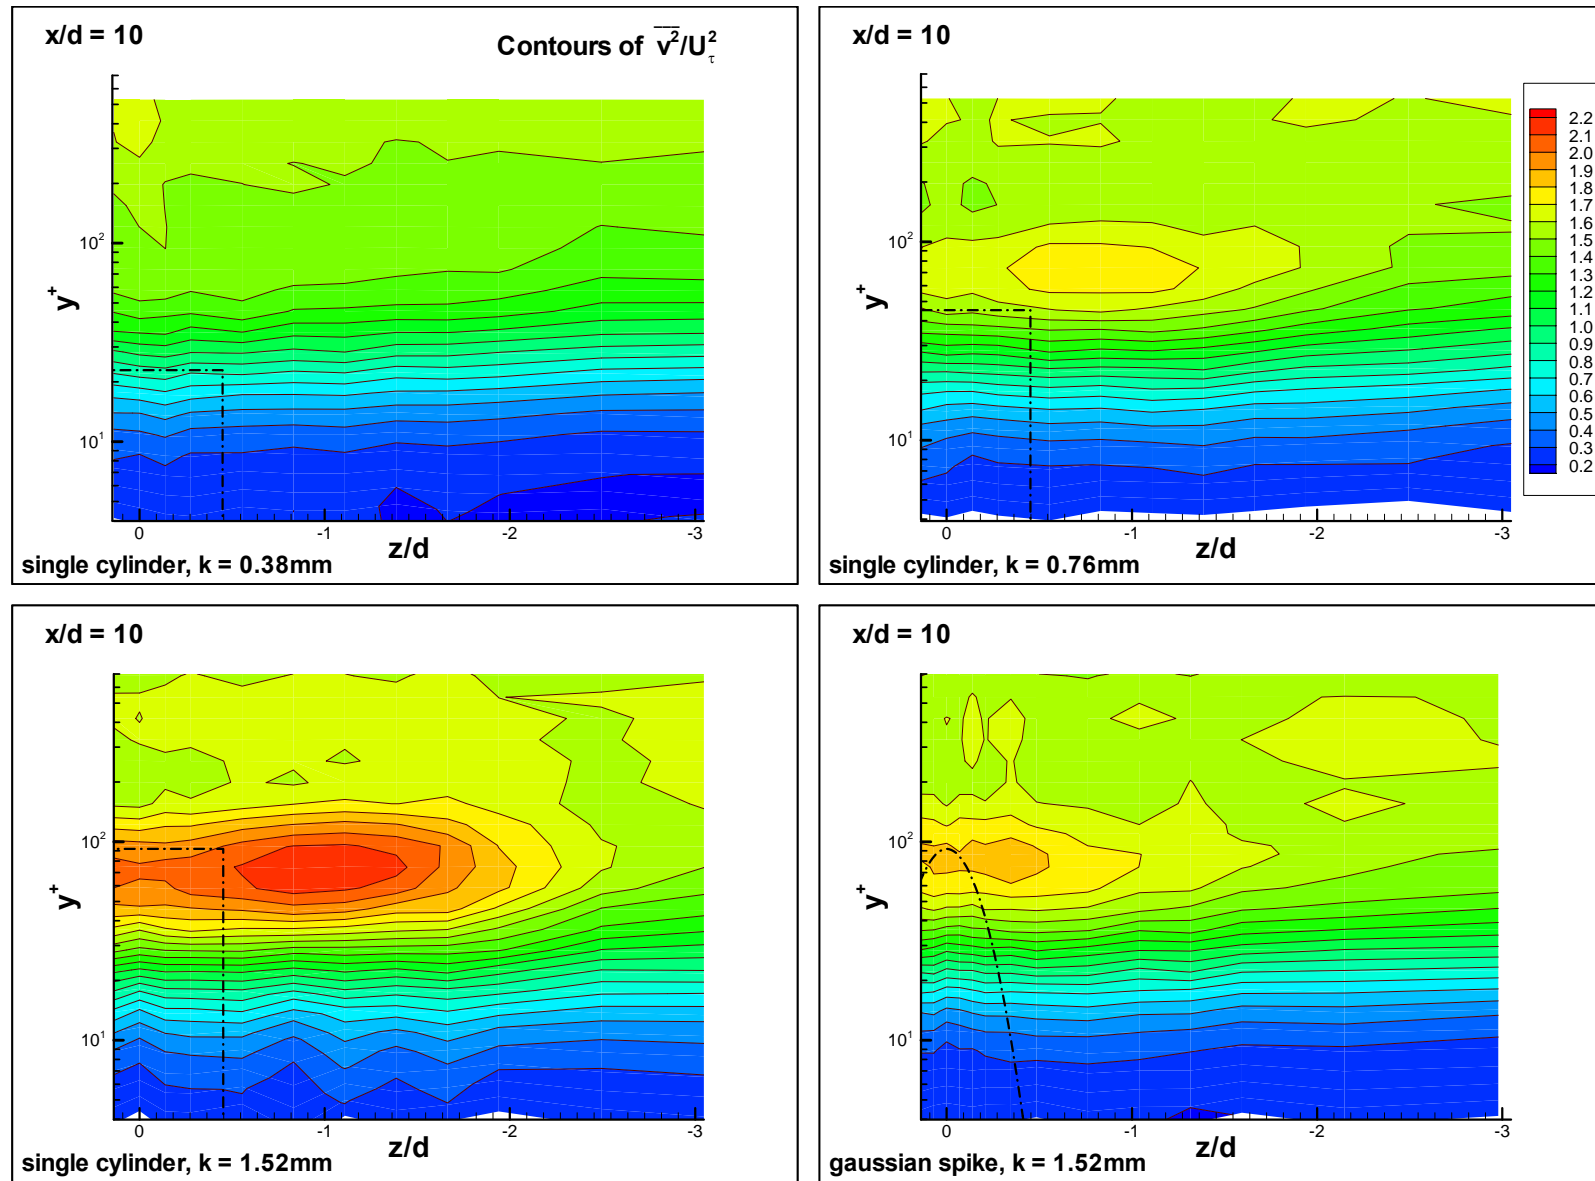 x/d = 10
Contours of v²/U²τ
10²
y⁺
10¹
0 -1 -2 -3
z/d
single cylinder, k = 0.38mm
x/d = 10
10²
y⁺
10¹
0 -1 -2 -3
z/d
single cylinder, k = 0.76mm
2.2
2.1
1.9
1.8
1.7
1.6
1.5
1.4
1.3
1.2
1.1
1.0
0.9
0.8
0.7
0.6
0.5
0.4
0.3
0.2
x/d = 10
10²
y⁺
10¹
0 -1 -2 -3
z/d
single cylinder, k = 1.52mm
x/d = 10
10²
y⁺
10¹
0 -1 -2 -3
z/d
gaussian spike, k = 1.52mm